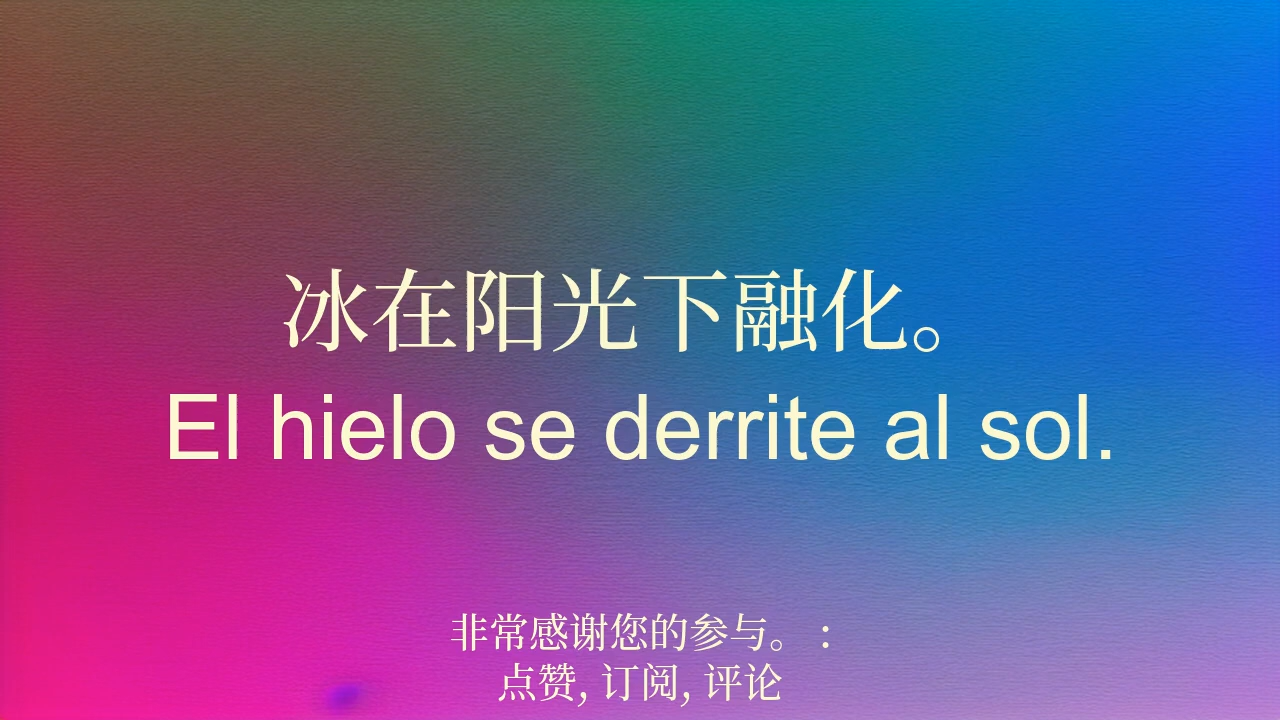 冰在阳光下融化。
El hielo se derrite al sol.
非常感谢您的参与。 :
点赞, 订阅, 评论